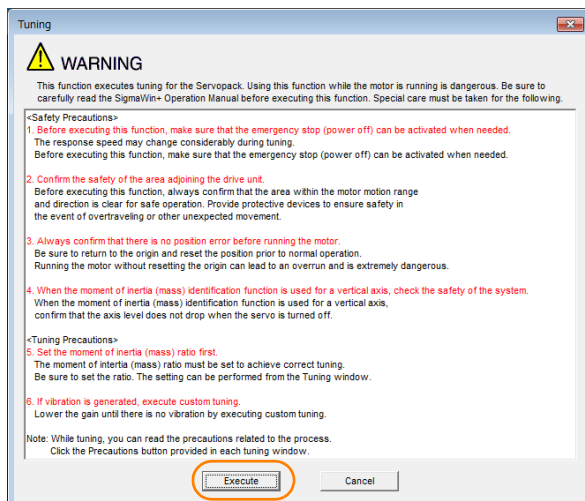 Tuning
WARNING
This function executes tuning for the Servopack. Using this function while the motor is running is dangerous. Be sure to
carefully read the SigmaWin+ Operation Manual before executing this function. Special care must be taken for the following.
<Safety Precautions>
1. Before executing this function, make sure that the emergency stop (power off) can be activated when needed.
The response speed may change considerably during tuning.
Before executing this function, make sure that the emergency stop (power off) can be activated when needed.
2. Confirm the safety of the area adjoining the drive unit.
Before executing this function, always confirm that the area within the motor motion range
and direction is clear for safe operation. Provide protective devices to ensure safety in
the event of overtraveling or other unexpected movement.
3. Always confirm that there is no position error before running the motor.
Be sure to return to the origin and reset the position prior to normal operation.
Running the motor without resetting the origin can lead to an overrun and is extremely dangerous.
4. When the moment of inertia (mass) identification function is used for a vertical axis, check the safety of the system.
When the moment of inertia (mass) identification function is used for a vertical axis,
confirm that the axis level does not drop when the servo is turned off.
<Tuning Precautions>
5. Set the moment of inertia (mass) ratio first.
The moment of intertia (mass) ratio must be set to achieve correct tuning.
Be sure to set the ratio. The setting can be performed from the Tuning window.
6. If vibration is generated, execute custom tuning.
Lower the gain until there is no vibration by executing custom tuning.
Note: While tuning, you can read the precautions related to the process.
Click the Precautions button provided in each tuning window.
Execute
Cancel